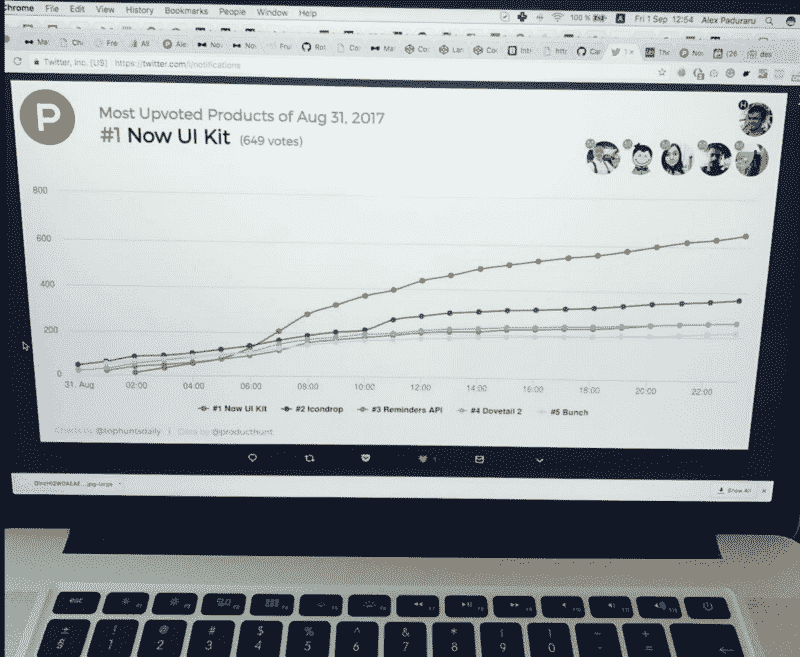 Chrome File Edit View History Bookmarks People Window Help 100 % Fri 1 Sep 12:54 Alex Paduraru
Twitter, Inc. [US] https://twitter.com/i/notifications
P
Most Upvoted Products of Aug 31, 2017
#1 Now UI Kit (649 votes)
800
600
400
200
0
31. Aug 02:00 04:00 06:00 08:00 10:00 12:00 14:00 16:00 18:00 20:00 22:00
#1 Now UI Kit #2 Icondrop #3 Reminders API #4 Dovetail 2 #5 Bunch
Charts by @tophuntsdaily | Data by @producthunt
Show All
esc F1 F2 F3 F4 F5 F6 F7 F8 F9 F10 F11 F12
± ! @ # $ % ^ & * ( ) – +
§ 1 2 3 4 5 6 7 8 9 0 - =